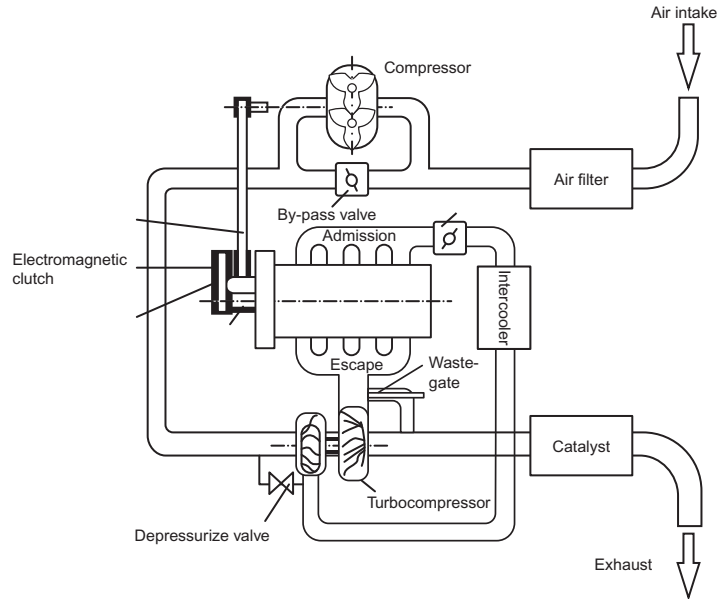 Air intake
Compressor
Air filter
By-pass valve
Admission
Electromagnetic
clutch
Intercooler
Escape
Waste-
gate
Catalyst
Turbocompressor
Depressurize valve
Exhaust